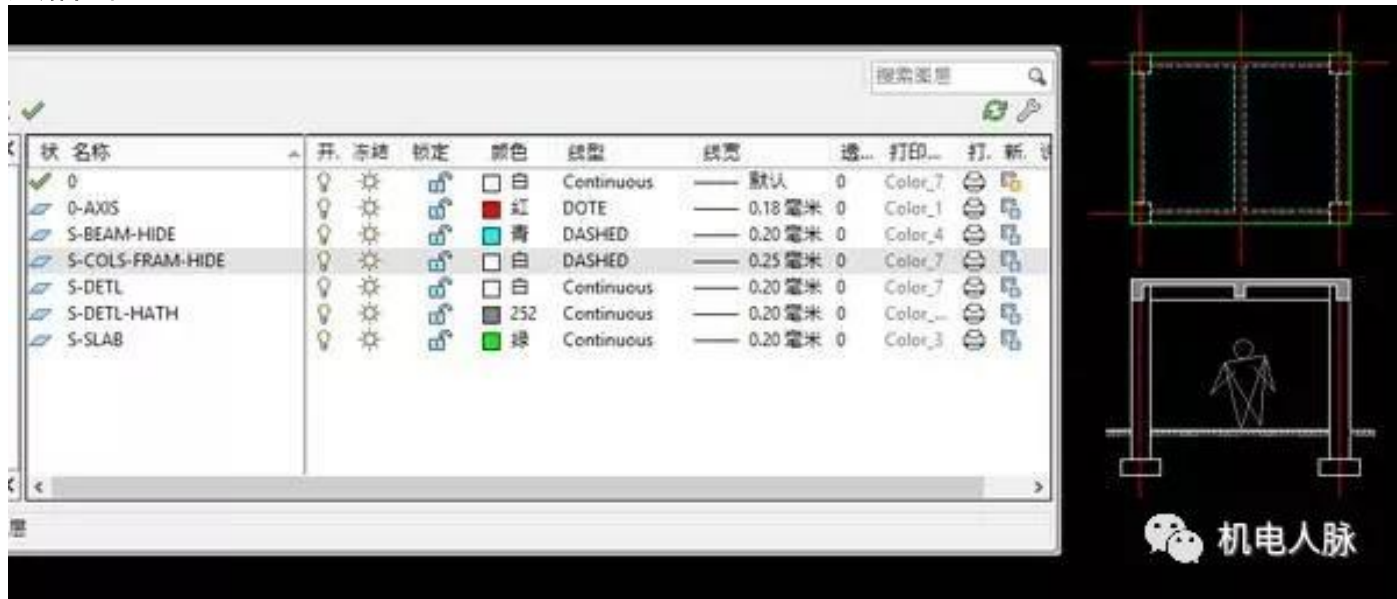 搜索图层
状 名称 开. 冻结 锁定 颜色 线型 线宽 透... 打印... 打. 新.
0 白 Continuous 默认 0 Color_7
0-AXIS 红 DOTE 0.18 毫米 0 Color_1
S-BEAM-HIDE 青 DASHED 0.20 毫米 0 Color_4
S-COLS-FRAM-HIDE 白 DASHED 0.25 毫米 0 Color_7
S-DETL 白 Continuous 0.20 毫米 0 Color_7
S-DETL-HATH 252 Continuous 0.20 毫米 0 Color_...
S-SLAB 绿 Continuous 0.20 毫米 0 Color_3
机电人脉